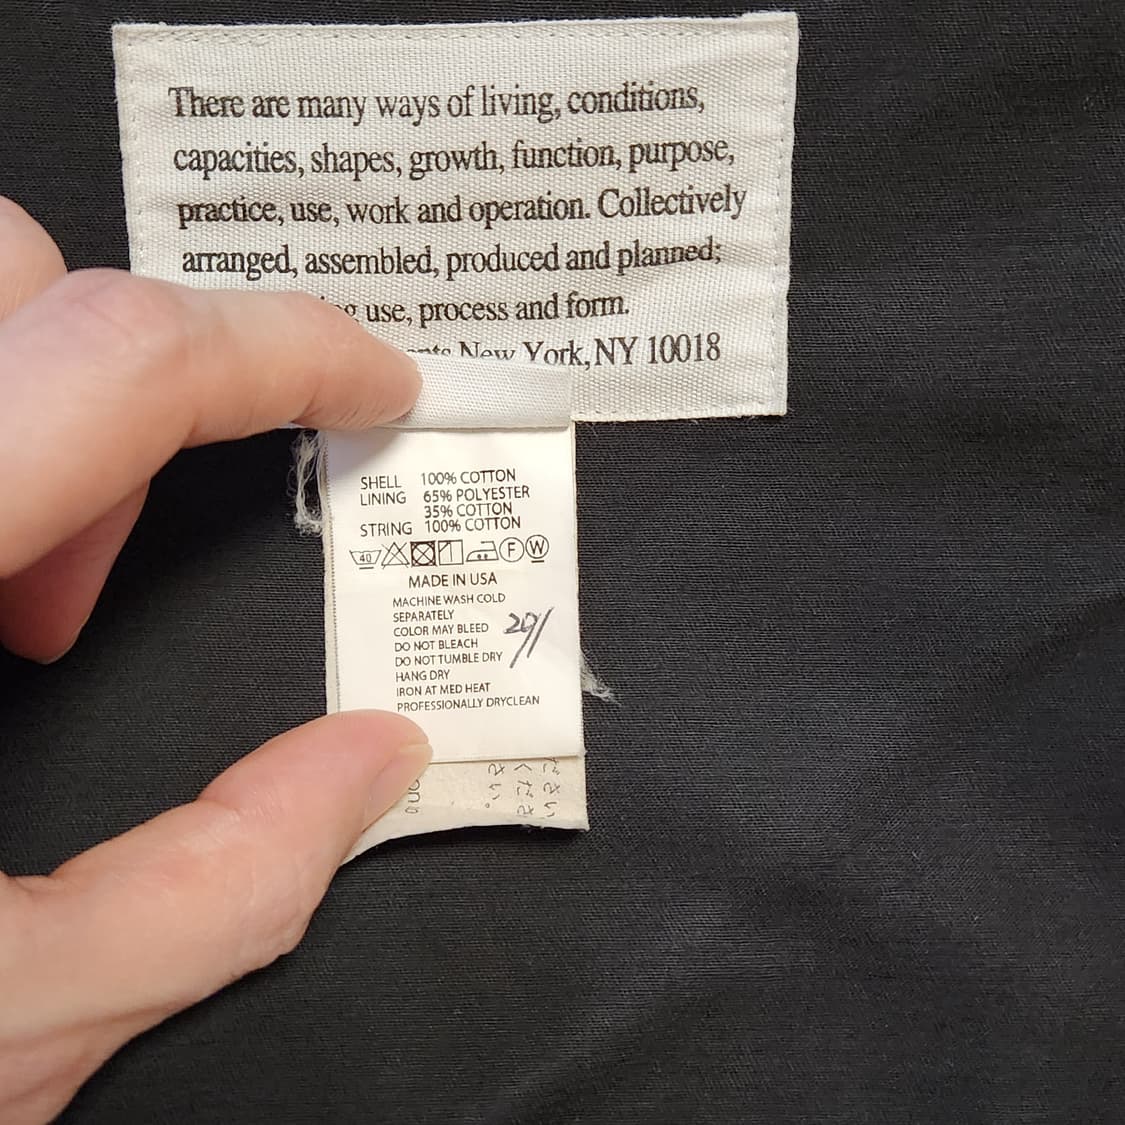 There are many ways of living, conditions,
capacities, shapes, growth, function, purpose,
practice, use, work and operation. Collectively
arranged, assembled, produced and planned;
use, process and form.
New York, NY 10018
SHELL 100% COTTON
LINING 65% POLYESTER
35% COTTON
STRING 100% COTTON
40 F W
MADE IN USA
MACHINE WASH COLD
SEPARATELY
COLOR MAY BLEED
DO NOT BLEACH
DO NOT TUMBLE DRY
HANG DRY
IRON AT MED HEAT
PROFESSIONALLY DRYCLEAN